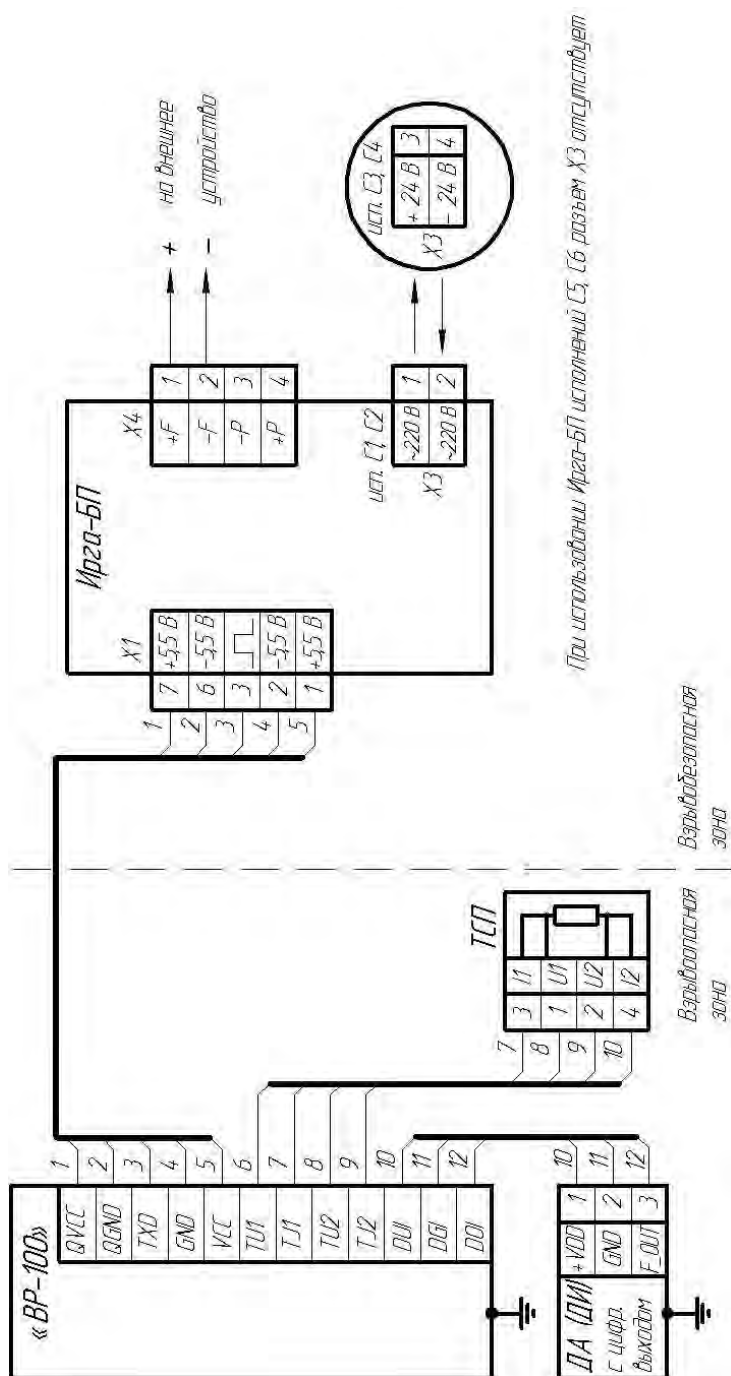 «ВР-100»
1 QVCC
2 QGND
3 TXD
4 GND
5 VCC
6 TU1
7 TJ1
8 TU2
9 TJ2
10 DUI
11 DGI
12 DOI
ДА (ДИ)
с цифр.
выходом
+VDD 1 10
GND 2 11
F_OUT 3 12
ТСП
7 3 I1
8 1 U1
9 2 U2
10 4 I2
Взрывоопасная
зона
Взрывобезопасная
зона
Ирга-БП
X1
1 7 +5,5 В
2 6 -5,5 В
3 3
4 2 -5,5 В
5 1 +5,5 В
X4
+F 1
-F 2
-P 3
+P 4
+ на внешнее
- устройство
исп. С1, С2
~220 В 1
~220 В 2
X3
исп. С3, С4
+ 24 В 3
- 24 В 4
X3
При использовании Ирга-БП исполнений С5, С6 разъем Х3 отсутствует